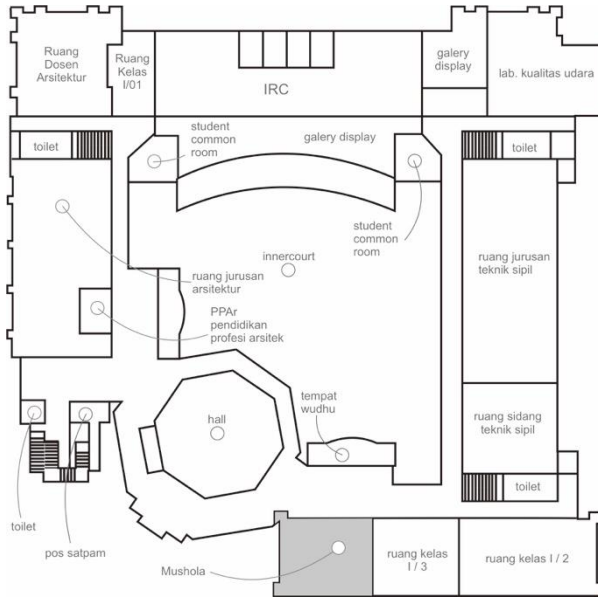 Ruang
Dosen
Arsitektur
Ruang
Kelas
I/01
IRC
galery
display
lab. kualitas udara
student
common
room
galery display
toilet
toilet
student
common
room
innercourt
ruang jurusan
arsitektur
ruang jurusan
teknik sipil
PPAr
pendidikan
profesi arsitek
tempat
wudhu
hall
ruang sidang
teknik sipil
toilet
toilet
pos satpam
Mushola
ruang kelas
I / 3
ruang kelas I / 2